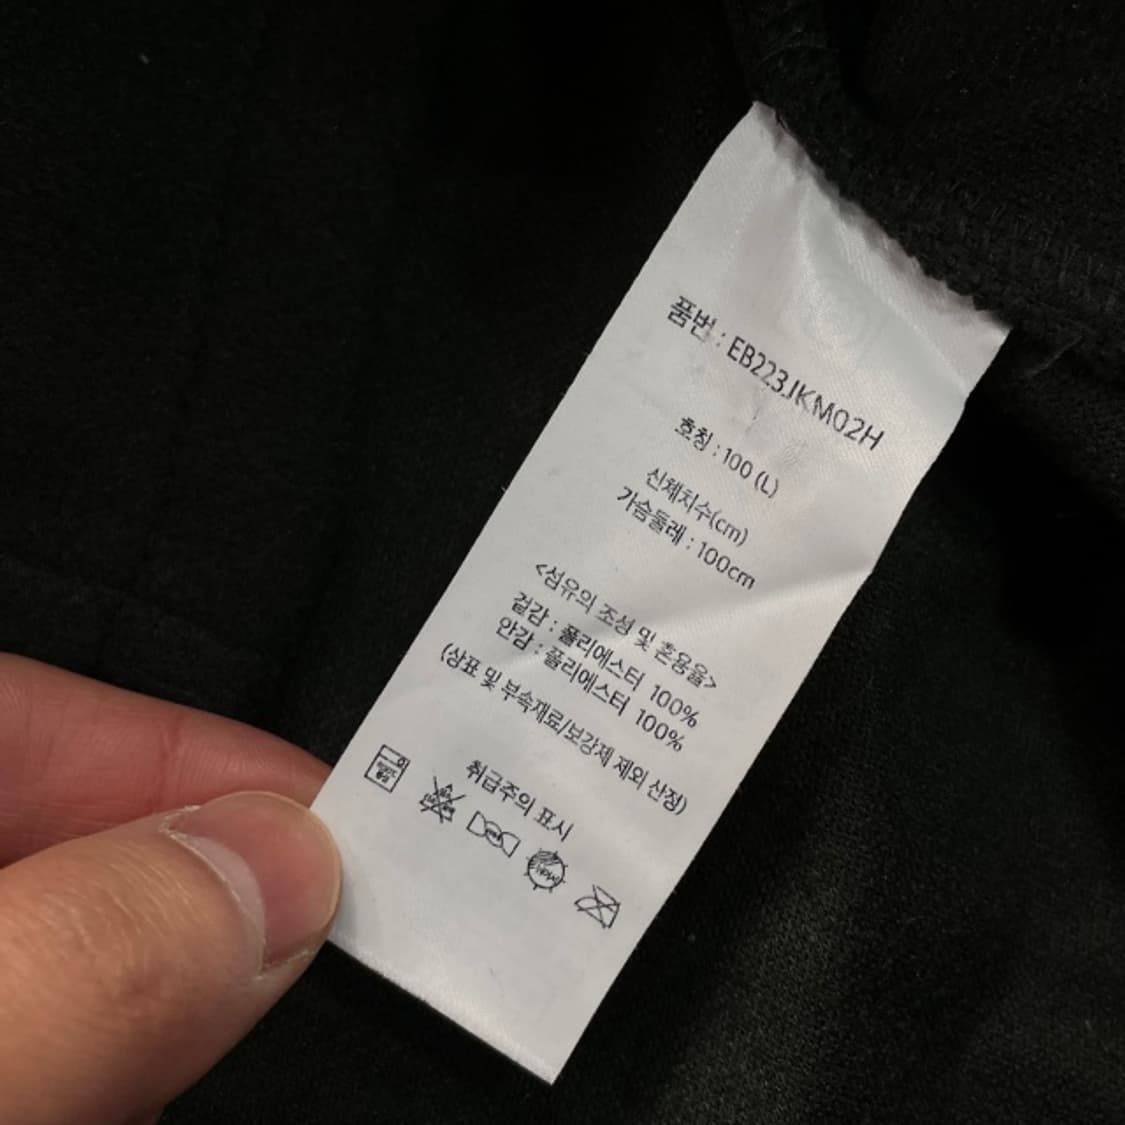 품번 : EB223JKM02H
호칭 : 100 (L)
신체치수(cm)
가슴둘레 : 100cm
<섬유의 조성 및 혼용율>
겉감 : 폴리에스터 100%
안감 : 폴리에스터 100%
(상표 및 부속재료/보강제 제외 산정)
취급주의 표시